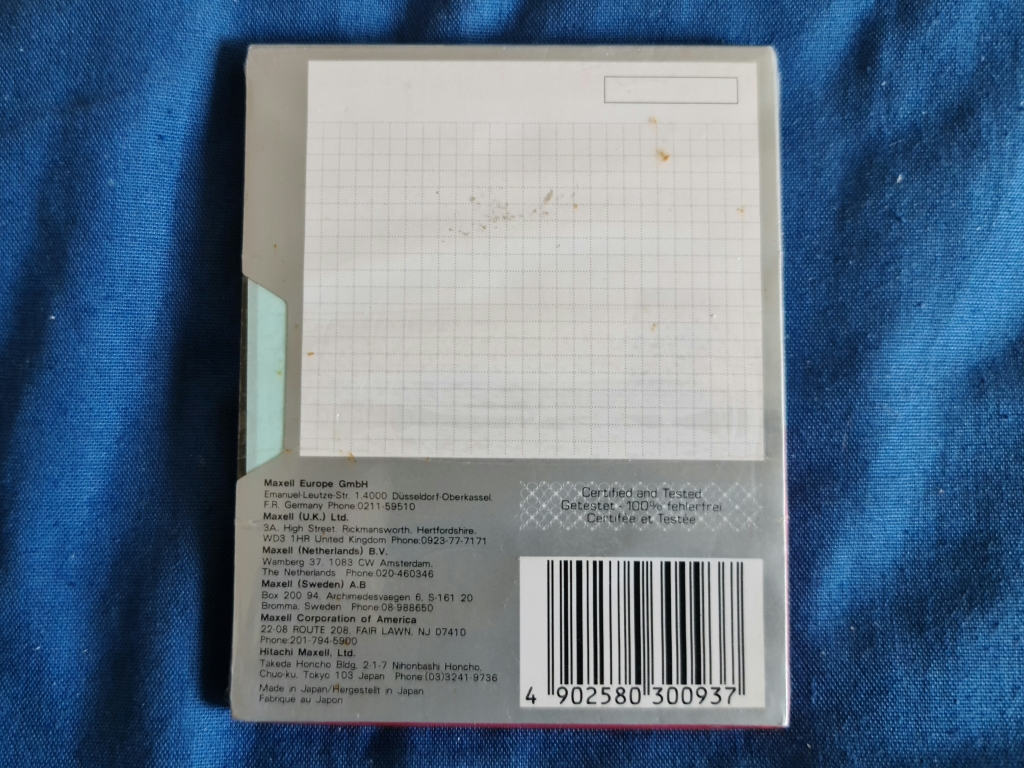 Maxell Europe GmbH
Emanuel-Leutze-Str. 1.4000 Düsseldorf-Oberkassel.
F.R. Germany Phone:0211-59510
Maxell (U.K.) Ltd.
3A, High Street, Rickmansworth, Hertfordshire,
WD3 1HR United Kingdom Phone:0923-77-7171
Maxell (Netherlands) B.V.
Wamberg 37, 1083 CW Amsterdam,
The Netherlands Phone:020-460346
Maxell (Sweden) A.B
Box 200 94, Archimedesvaegen 6, S-161 20
Bromma, Sweden Phone:08-988650
Maxell Corporation of America
22-08 ROUTE 208, FAIR LAWN, NJ 07410
Phone:201-794-5900
Hitachi Maxell, Ltd.
Takeda Honcho Bldg. 2-1-7 Nihonbashi Honcho,
Chuo-ku, Tokyo 103 Japan Phone:(03)3241-9736
Made in Japan/Hergestellt in Japan
Fabriqué au Japon
Certified and Tested
Getestet - 100% fehlerfrei
Certifée et Testée
4 902580 300937